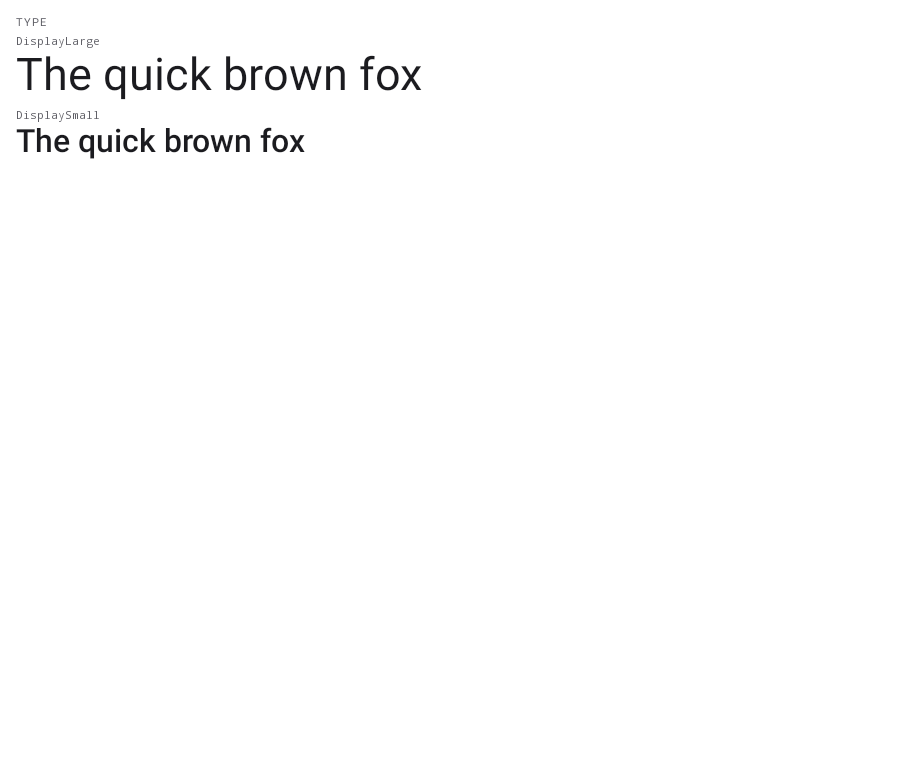 TYPE
DisplayLarge
The quick brown fox
DisplaySmall
The quick brown fox